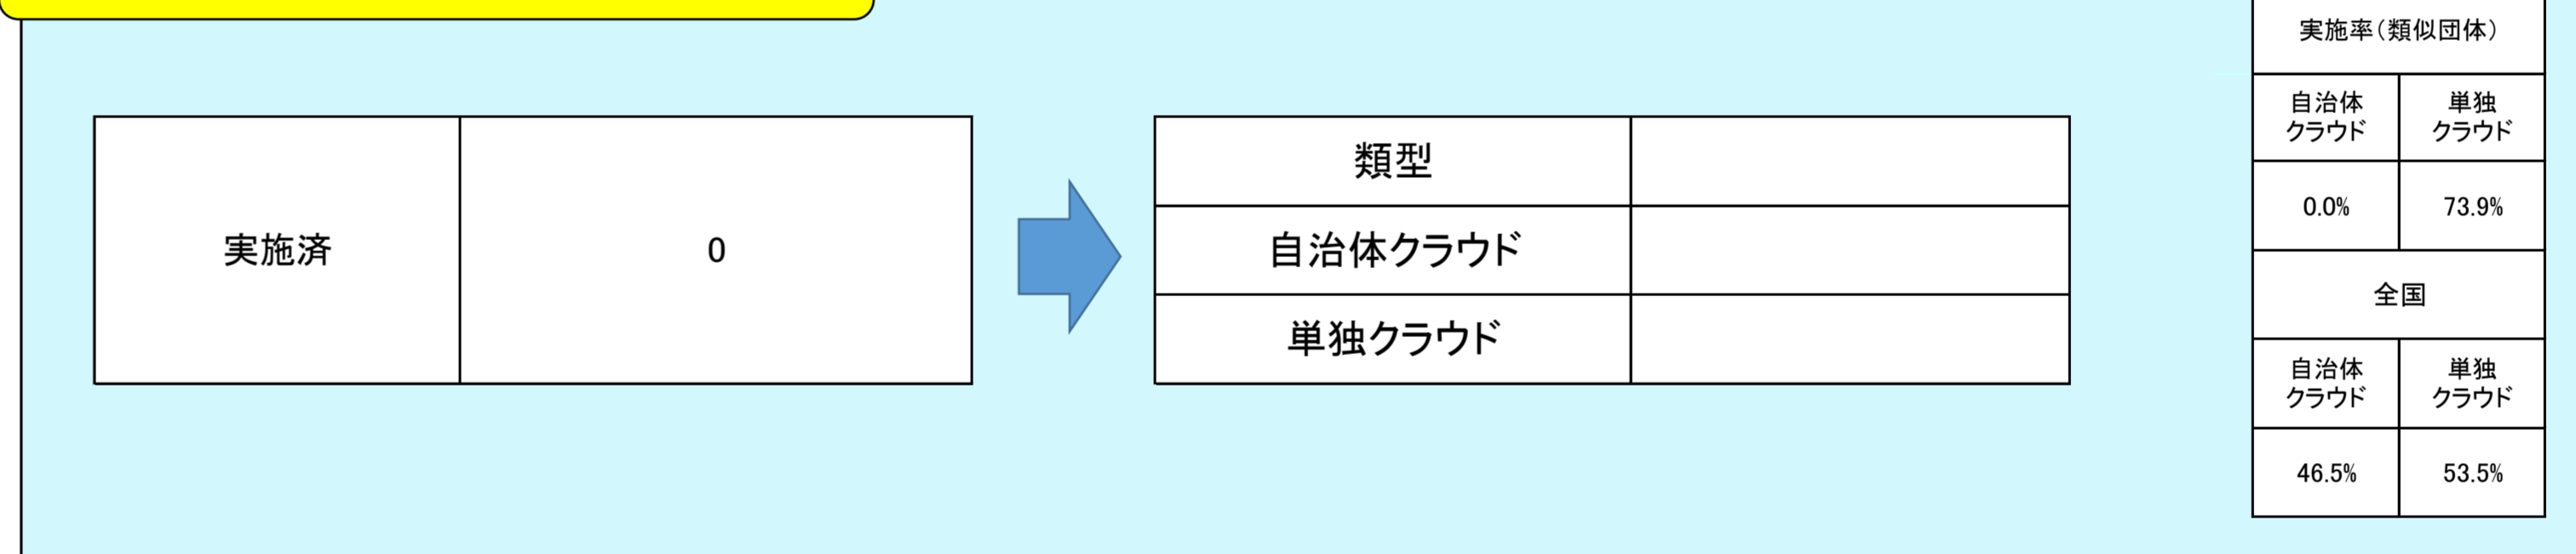 実施済
0
類型
自治体クラウド
単独クラウド
実施率(類似団体)
自治体
クラウド
単独
クラウド
0.0%
73.9%
全国
自治体
クラウド
単独
クラウド
46.5%
53.5%